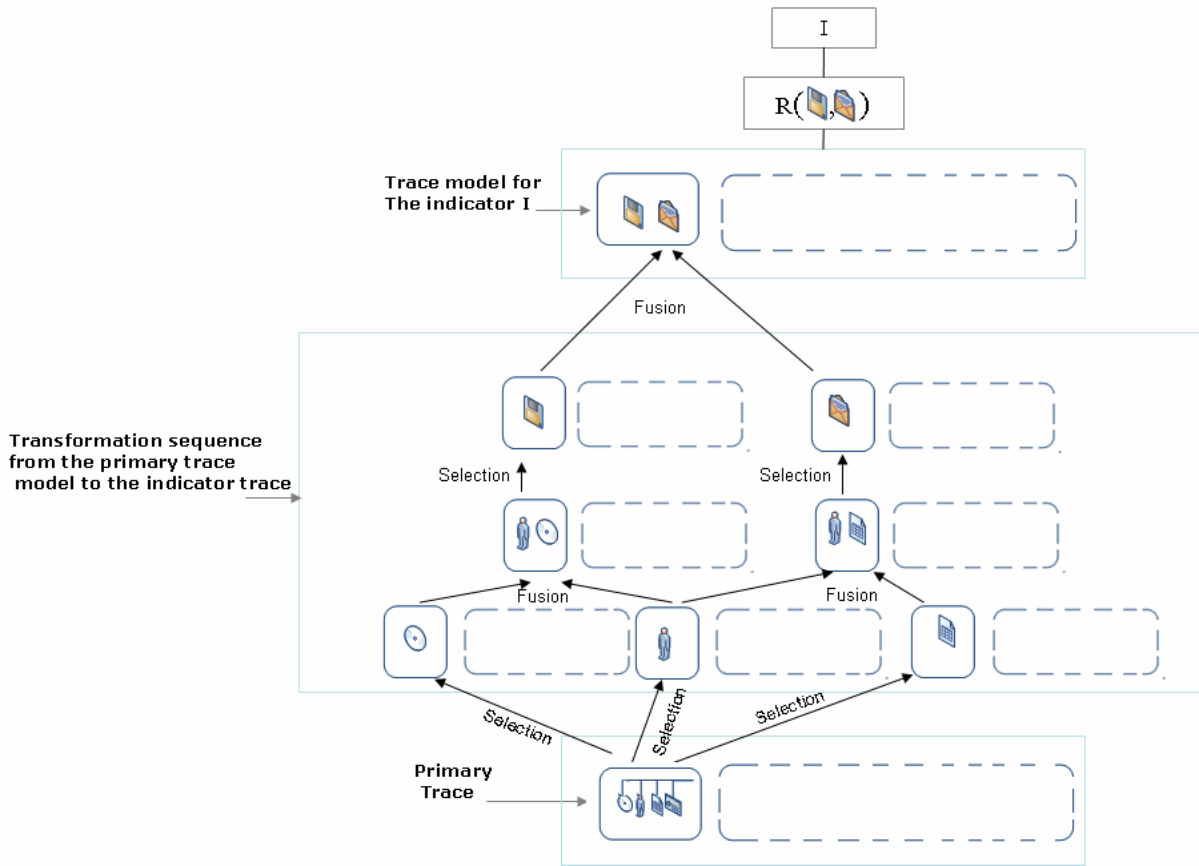 I
R( , )
Trace model for
The indicator I
Fusion
Transformation sequence
from the primary trace
model to the indicator trace
Selection
Selection
Fusion
Fusion
Selection
Selection
Selection
Primary
Trace